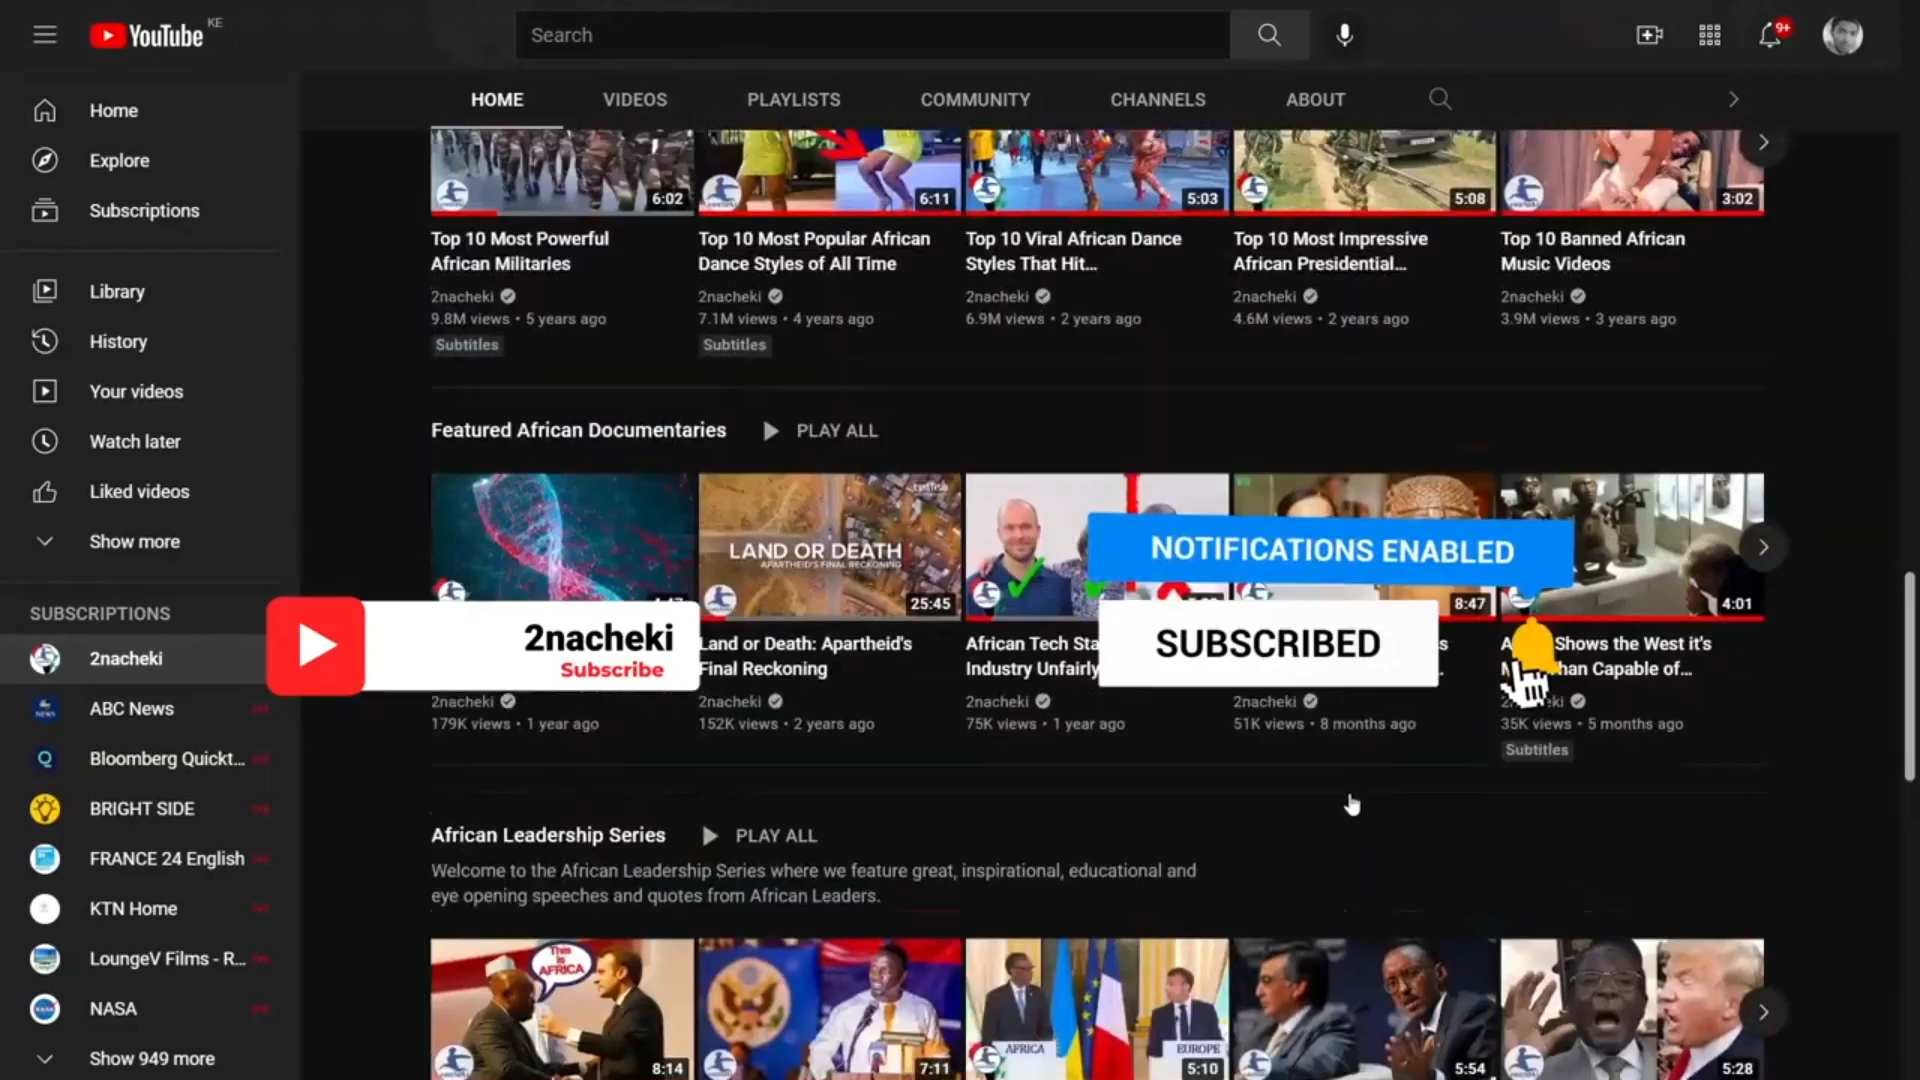 YouTube KE
Search
9+
HOME VIDEOS PLAYLISTS COMMUNITY CHANNELS ABOUT
Home
Explore
Subscriptions
Library
History
Your videos
Watch later
Liked videos
Show more
SUBSCRIPTIONS
2nacheki
ABC News
Bloomberg Quickt...
BRIGHT SIDE
FRANCE 24 English
KTN Home
LoungeV Films - R...
NASA
Show 949 more
6:02
Top 10 Most Powerful
African Militaries
2nacheki
9.8M views • 5 years ago
Subtitles
6:11
Top 10 Most Popular African
Dance Styles of All Time
2nacheki
7.1M views • 4 years ago
Subtitles
5:03
Top 10 Viral African Dance
Styles That Hit...
2nacheki
6.9M views • 2 years ago
5:08
Top 10 Most Impressive
African Presidential...
2nacheki
4.6M views • 2 years ago
3:02
Top 10 Banned African
Music Videos
2nacheki
3.9M views • 3 years ago
Featured African Documentaries PLAY ALL
2nacheki
Subscribe
2nacheki
179K views • 1 year ago
redfish
LAND OR DEATH
APARTHEID'S FINAL RECKONING
25:45
Land or Death: Apartheid's
Final Reckoning
2nacheki
152K views • 2 years ago
African Tech Sta
Industry Unfairly
2nacheki
75K views • 1 year ago
NOTIFICATIONS ENABLED
SUBSCRIBED
8:47
2nacheki
51K views • 8 months ago
4:01
Shows the West it's
han Capable of...
35K views • 5 months ago
Subtitles
African Leadership Series PLAY ALL
Welcome to the African Leadership Series where we feature great, inspirational, educational and
eye opening speeches and quotes from African Leaders.
This
is
AFRICA
8:14
7:11
AFRICA
EUROPE
5:10
5:54
5:28